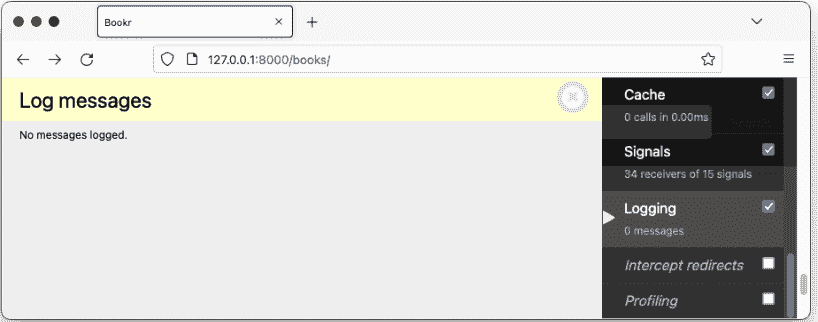 Bookr
127.0.0.1:8000/books/
Log messages
No messages logged.
Cache
0 calls in 0.00ms
Signals
34 receivers of 15 signals
Logging
0 messages
Intercept redirects
Profiling